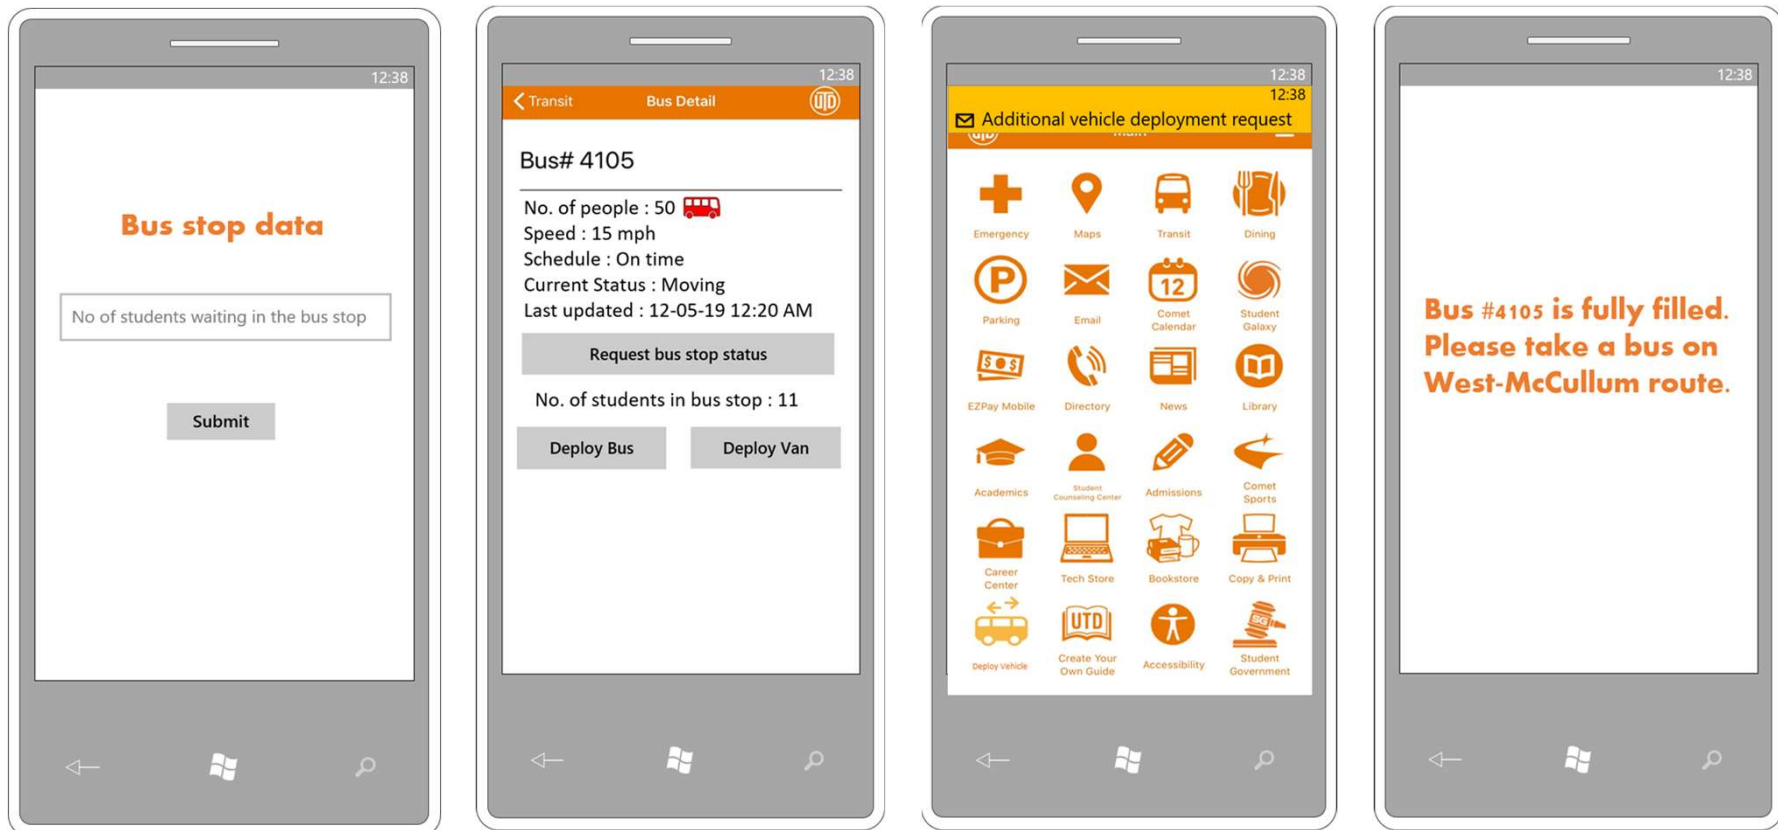 12:38
Bus stop data
No of students waiting in the bus stop
Submit
12:38
Transit Bus Detail UTD
Bus# 4105
No. of people : 50
Speed : 15 mph
Schedule : On time
Current Status : Moving
Last updated : 12-05-19 12:20 AM
Request bus stop status
No. of students in bus stop : 11
Deploy Bus Deploy Van
12:38
12:38
Additional vehicle deployment request
UTD Main
Emergency Maps Transit Dining
P 12
Parking Email Comet Calendar Student Galaxy
$ $
EZPay Mobile Directory News Library
Academics Student Counseling Center Admissions Comet Sports
Career Center Tech Store Bookstore Copy & Print
UTD SG
Deploy Vehicle Create Your Own Guide Accessibility Student Government
12:38
Bus #4105 is fully filled.
Please take a bus on
West-McCullum route.